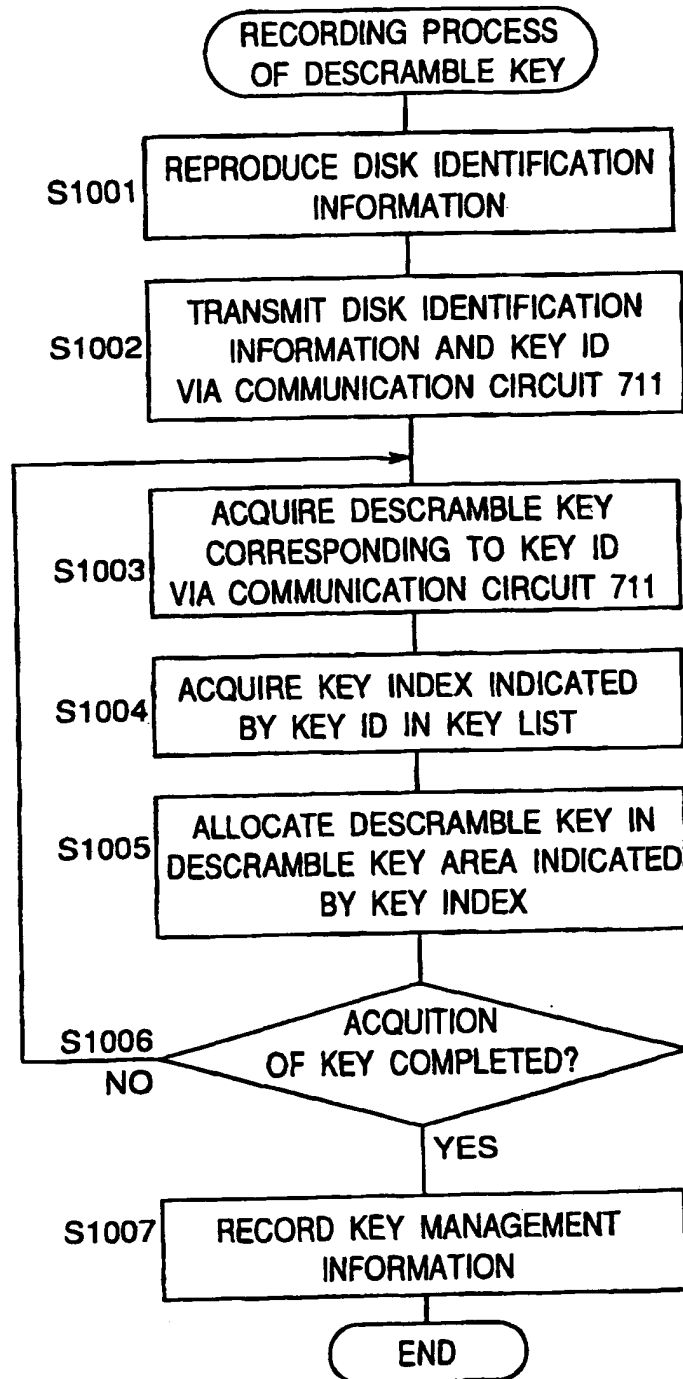 RECORDING PROCESS
OF DESCRAMBLE KEY
S1001
REPRODUCE DISK IDENTIFICATION
INFORMATION
S1002
TRANSMIT DISK IDENTIFICATION
INFORMATION AND KEY ID
VIA COMMUNICATION CIRCUIT 711
S1003
ACQUIRE DESCRAMBLE KEY
CORRESPONDING TO KEY ID
VIA COMMUNICATION CIRCUIT 711
S1004
ACQUIRE KEY INDEX INDICATED
BY KEY ID IN KEY LIST
S1005
ALLOCATE DESCRAMBLE KEY IN
DESCRAMBLE KEY AREA INDICATED
BY KEY INDEX
S1006
ACQUITION
OF KEY COMPLETED?
NO
YES
S1007
RECORD KEY MANAGEMENT
INFORMATION
END